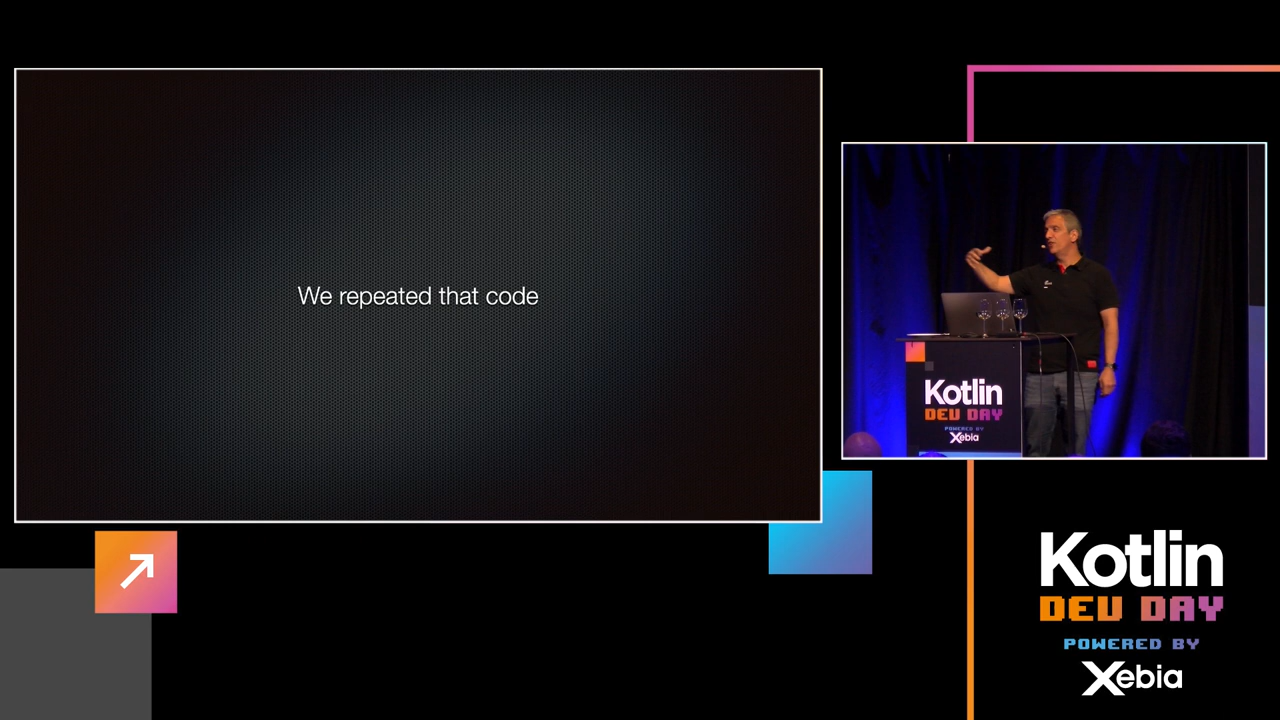 We repeated that code
Kotlin
DEV DAY
POWERED BY
Xebia
Kotlin
DEV DAY
POWERED BY
Xebia